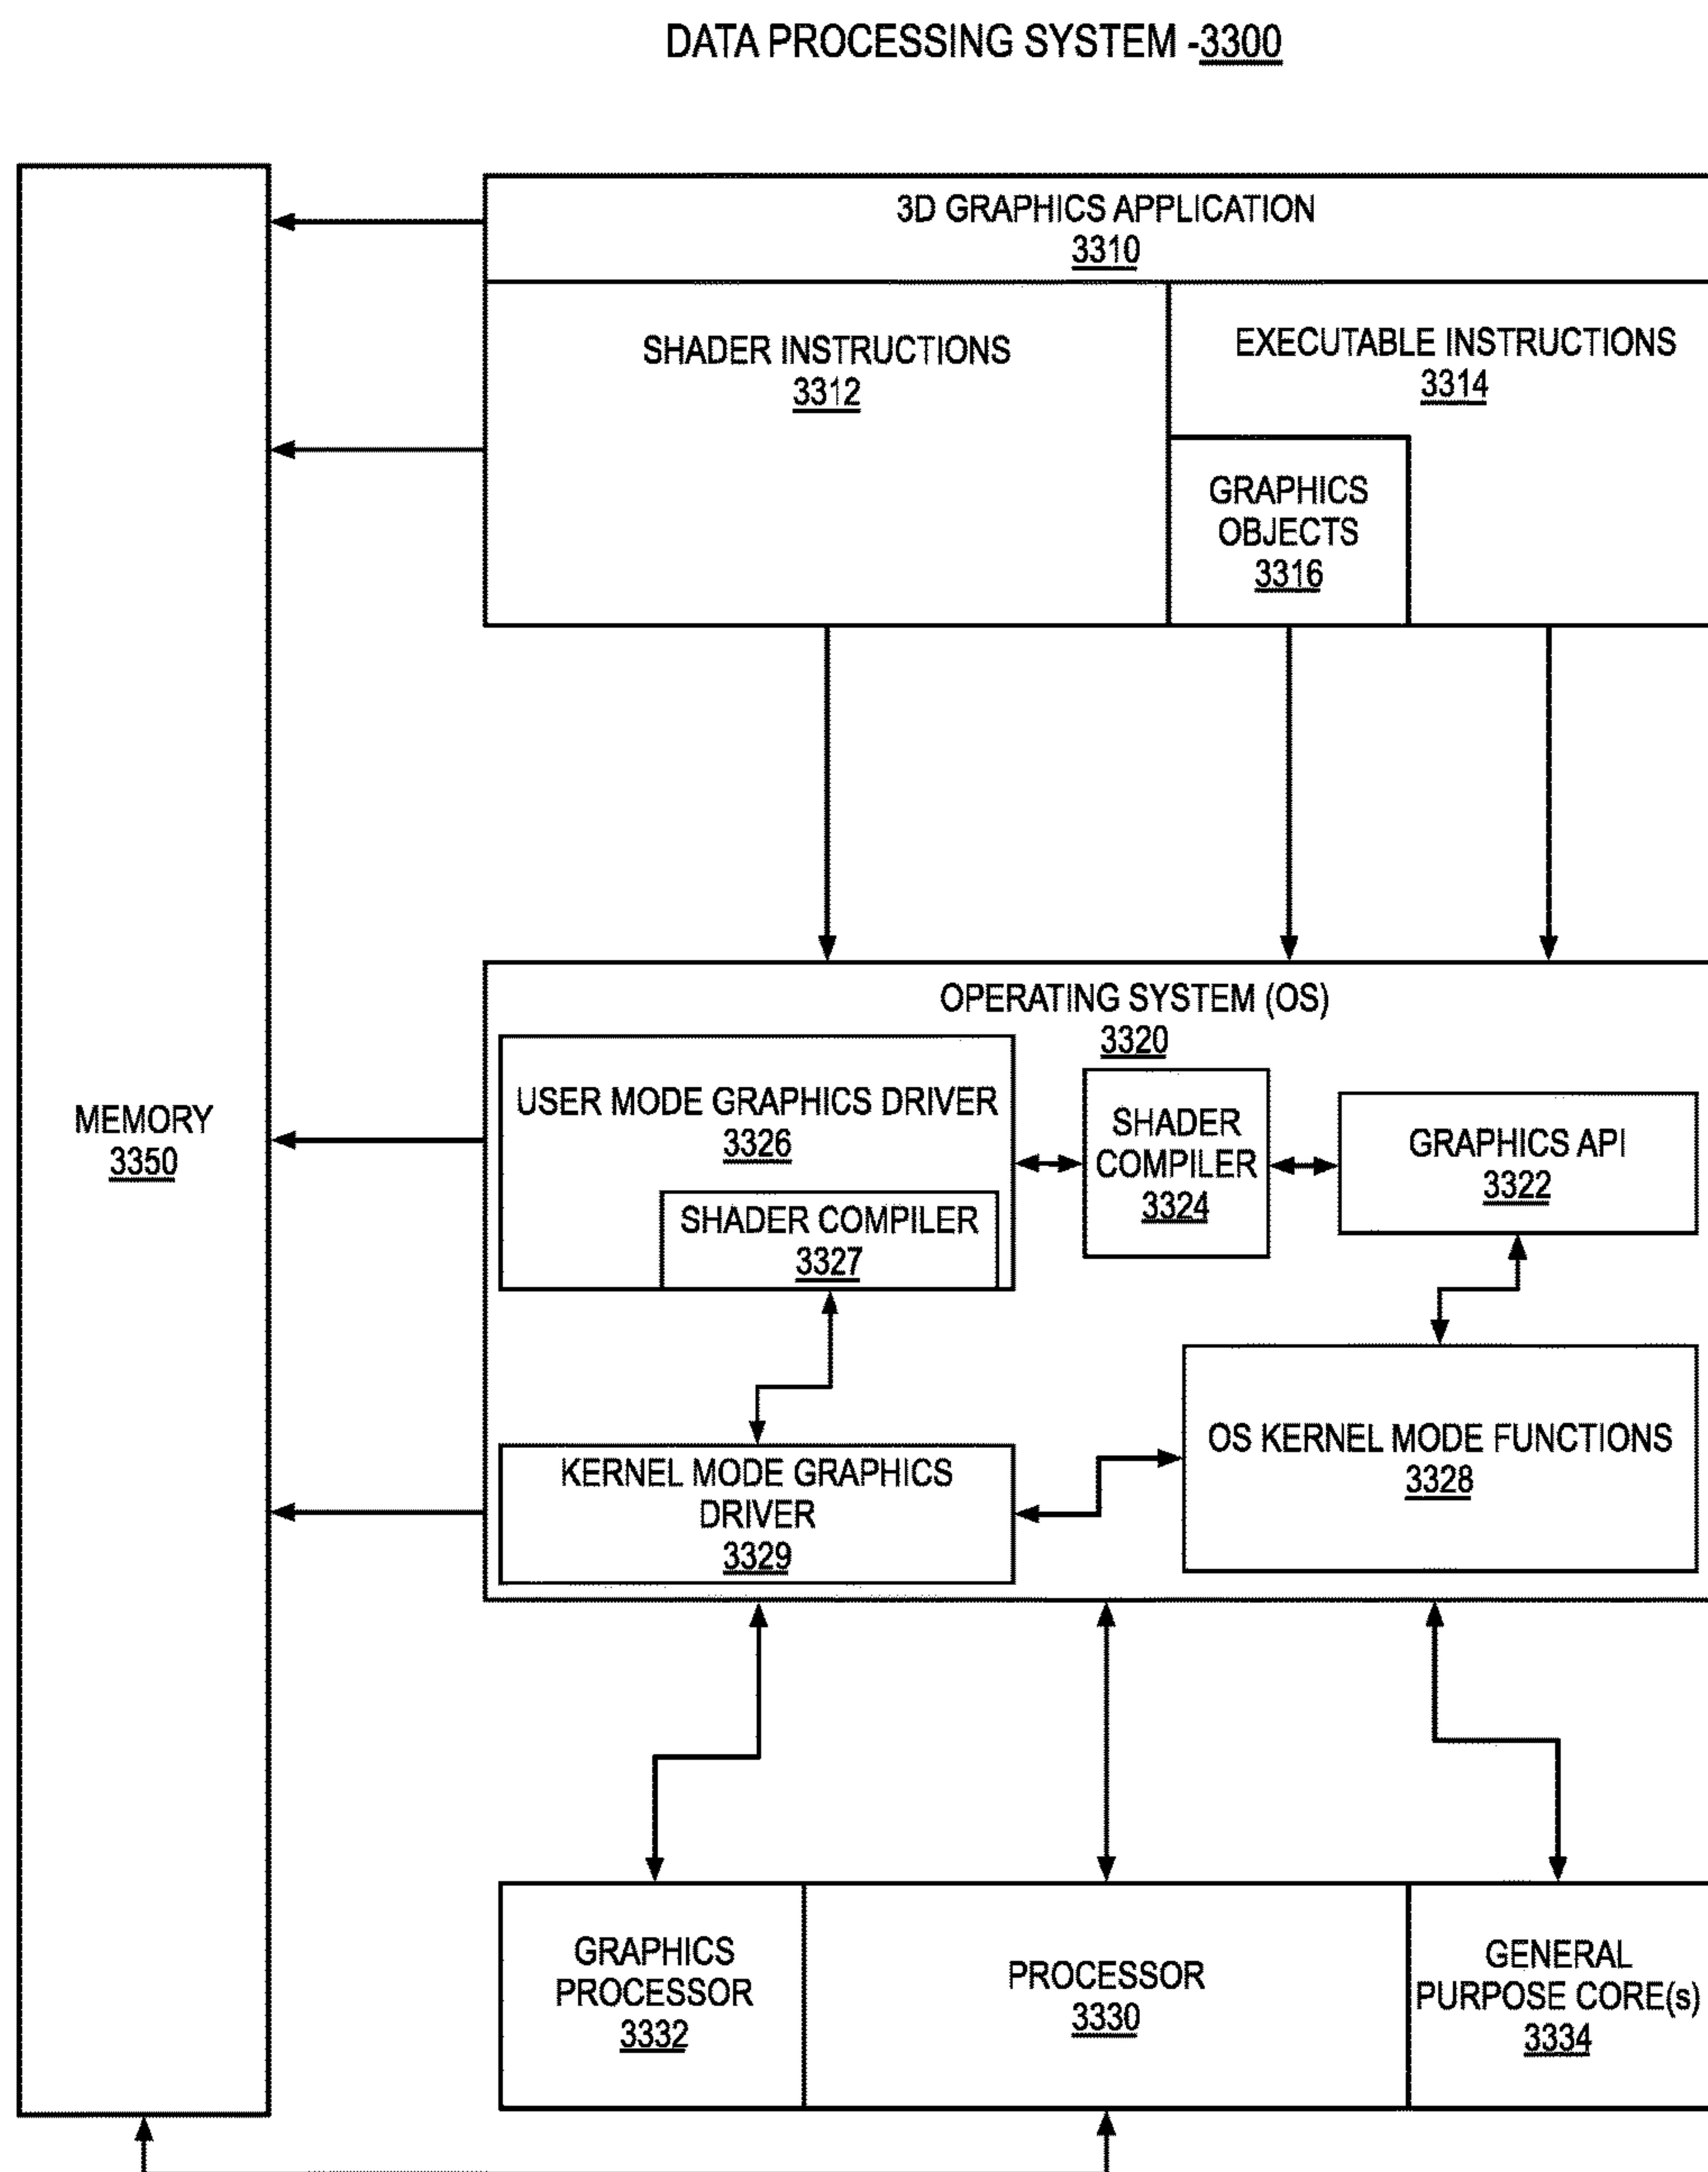 DATA PROCESSING SYSTEM -3300
3D GRAPHICS APPLICATION
3310
SHADER INSTRUCTIONS
3312
EXECUTABLE INSTRUCTIONS
3314
GRAPHICS
OBJECTS
3316
MEMORY
3350
OPERATING SYSTEM (OS)
3320
USER MODE GRAPHICS DRIVER
3326
SHADER COMPILER
3327
SHADER
COMPILER
3324
GRAPHICS API
3322
KERNEL MODE GRAPHICS
DRIVER
3329
OS KERNEL MODE FUNCTIONS
3328
GRAPHICS
PROCESSOR
3332
PROCESSOR
3330
GENERAL
PURPOSE CORE(s)
3334